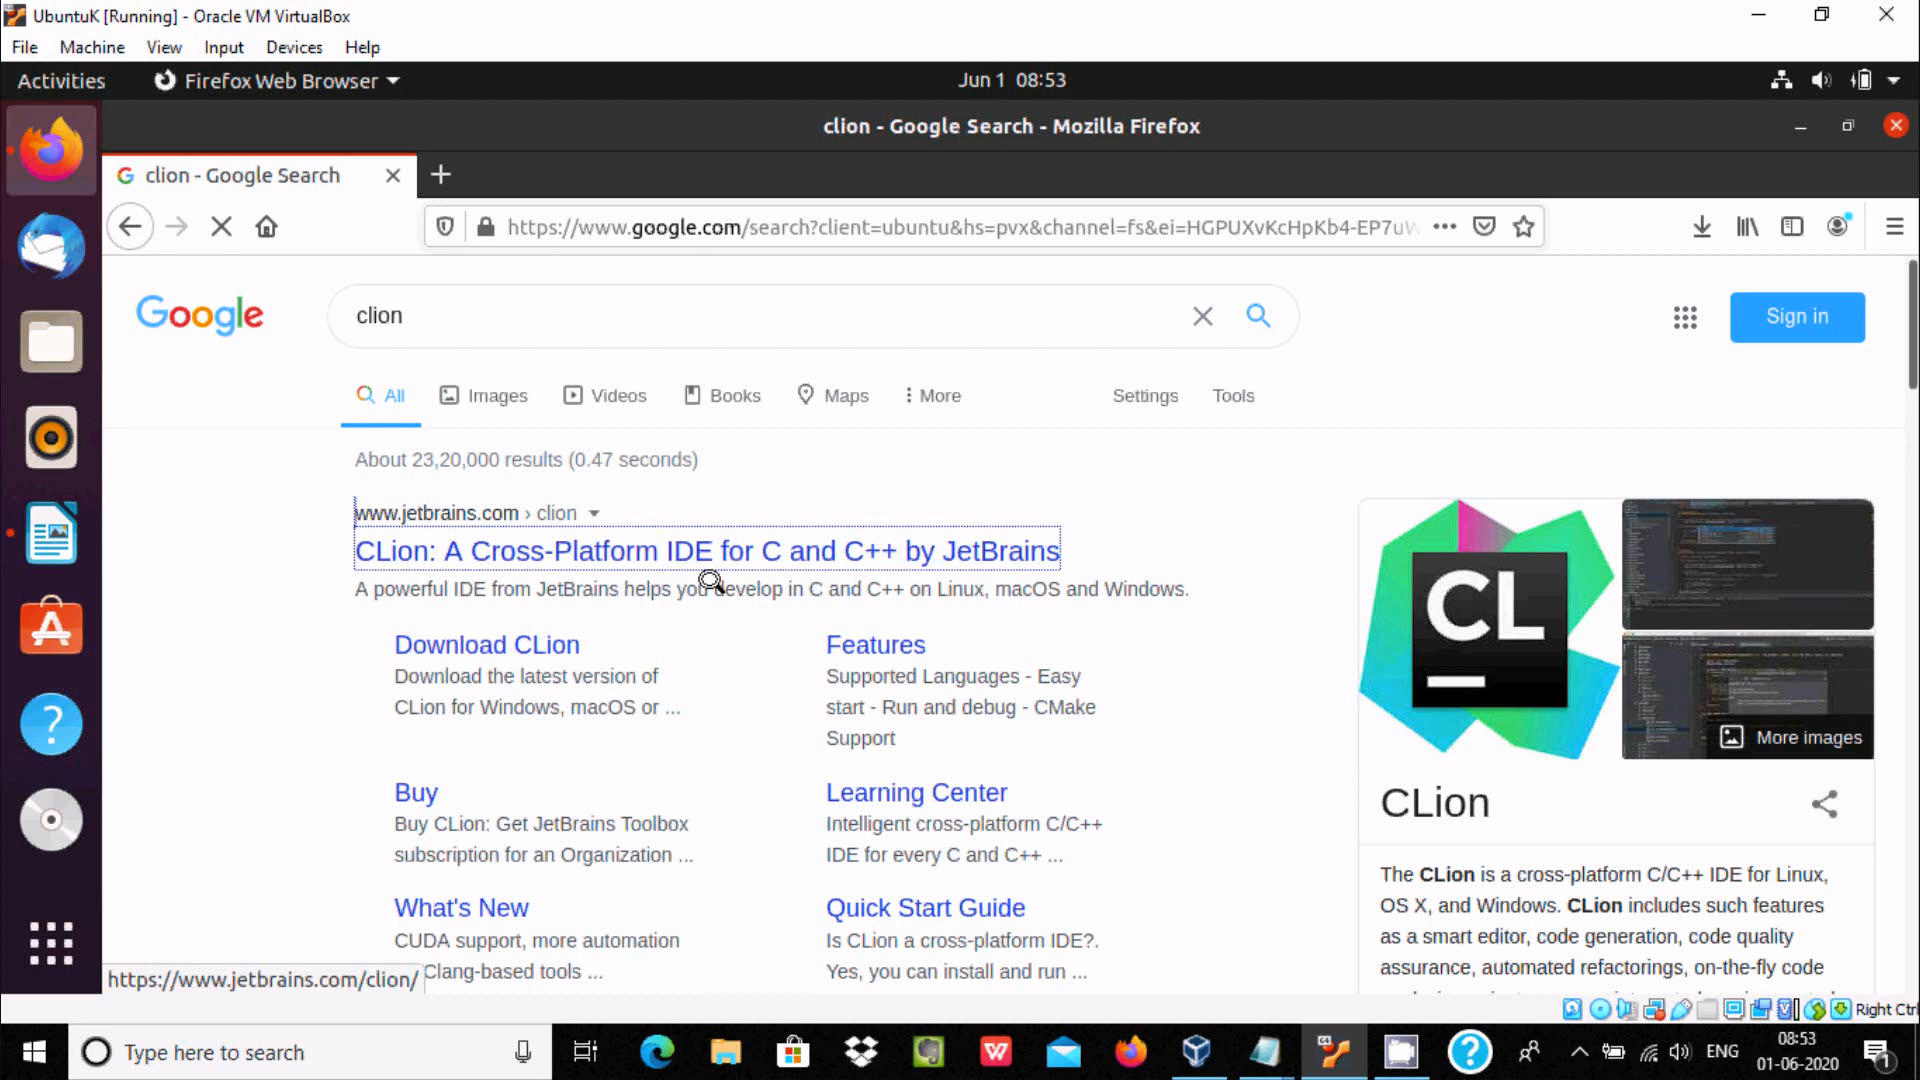 UbuntuK [Running] - Oracle VM VirtualBox
File Machine View Input Devices Help
Activities Firefox Web Browser Jun 1 08:53
clion - Google Search - Mozilla Firefox
clion - Google Search
https://www.google.com/search?client=ubuntu&hs=pvx&channel=fs&ei=HGPUXvKcHpKb4-EP7uW
Google clion Sign in
All Images Videos Books Maps More Settings Tools
About 23,20,000 results (0.47 seconds)
www.jetbrains.com › clion
CLion: A Cross-Platform IDE for C and C++ by JetBrains
A powerful IDE from JetBrains helps you develop in C and C++ on Linux, macOS and Windows.
Download CLion
Download the latest version of
CLion for Windows, macOS or ...
Features
Supported Languages - Easy
start - Run and debug - CMake
Support
Buy
Buy CLion: Get JetBrains Toolbox
subscription for an Organization ...
Learning Center
Intelligent cross-platform C/C++
IDE for every C and C++ ...
What's New
CUDA support, more automation
Clang-based tools ...
Quick Start Guide
Is CLion a cross-platform IDE?.
Yes, you can install and run ...
CL
More images
CLion
The CLion is a cross-platform C/C++ IDE for Linux,
OS X, and Windows. CLion includes such features
as a smart editor, code generation, code quality
assurance, automated refactorings, on-the-fly code
https://www.jetbrains.com/clion/
Right Ctrl
Type here to search
ENG
08:53
01-06-2020
1